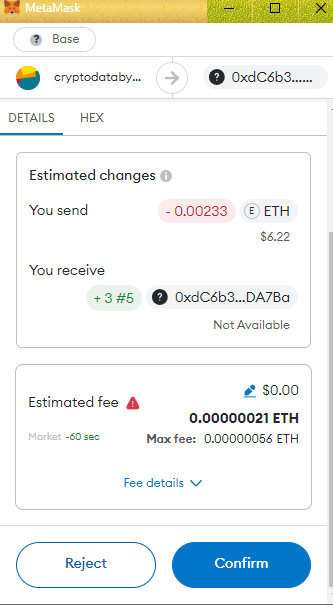 MetaMask
? Base
cryptodataby... ? 0xdC6b3......
DETAILS HEX
Estimated changes
You send - 0.00233 E ETH
$6.22
You receive
+ 3 #5 ? 0xdC6b3...DA7Ba
Not Available
Estimated fee $0.00
0.00000021 ETH
Market ~60 sec Max fee: 0.00000056 ETH
Fee details
Reject Confirm